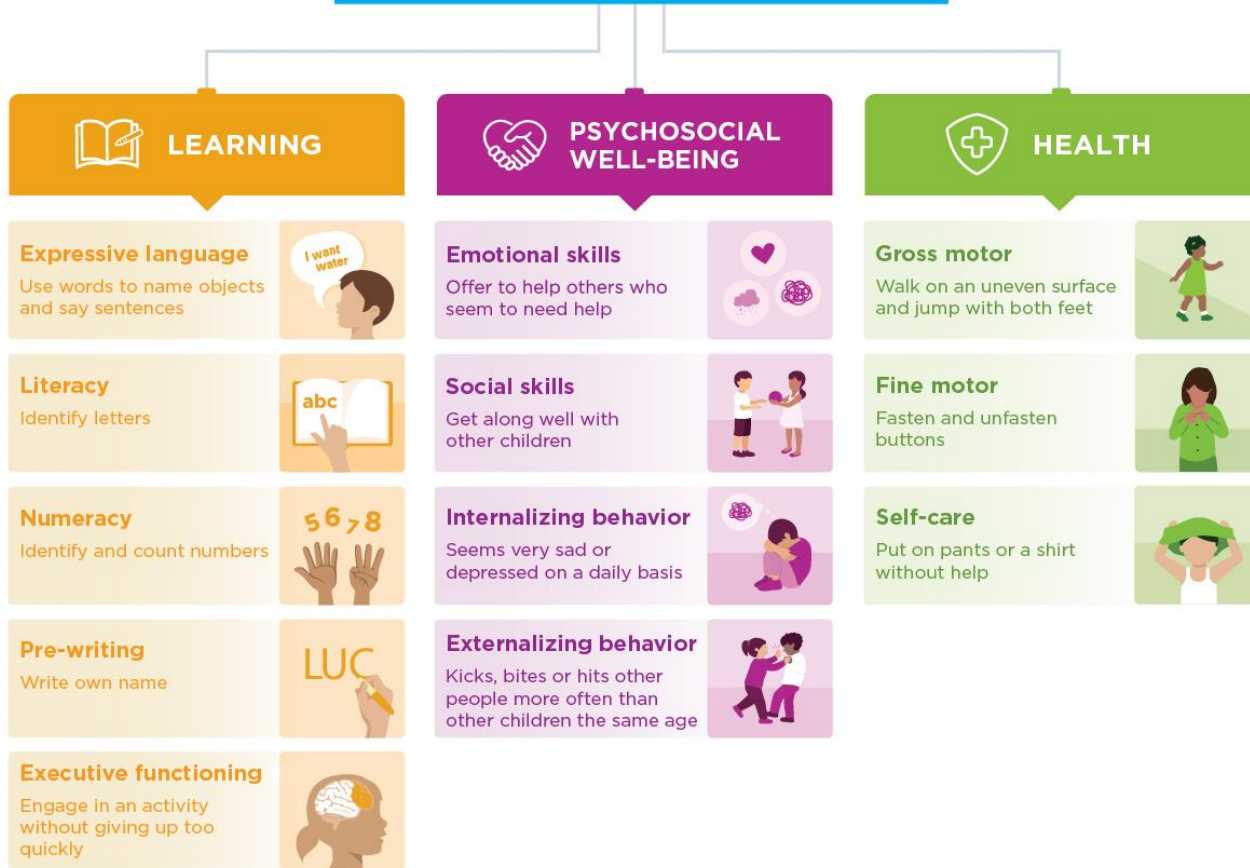 LEARNING
Expressive language
Use words to name objects
and say sentences
I want
water
Literacy
Identify letters
abc
Numeracy
Identify and count numbers
5 6 7 8
Pre-writing
Write own name
LUC
Executive functioning
Engage in an activity
without giving up too
quickly
PSYCHOSOCIAL
WELL-BEING
Emotional skills
Offer to help others who
seem to need help
Social skills
Get along well with
other children
Internalizing behavior
Seems very sad or
depressed on a daily basis
Externalizing behavior
Kicks, bites or hits other
people more often than
other children the same age
HEALTH
Gross motor
Walk on an uneven surface
and jump with both feet
Fine motor
Fasten and unfasten
buttons
Self-care
Put on pants or a shirt
without help